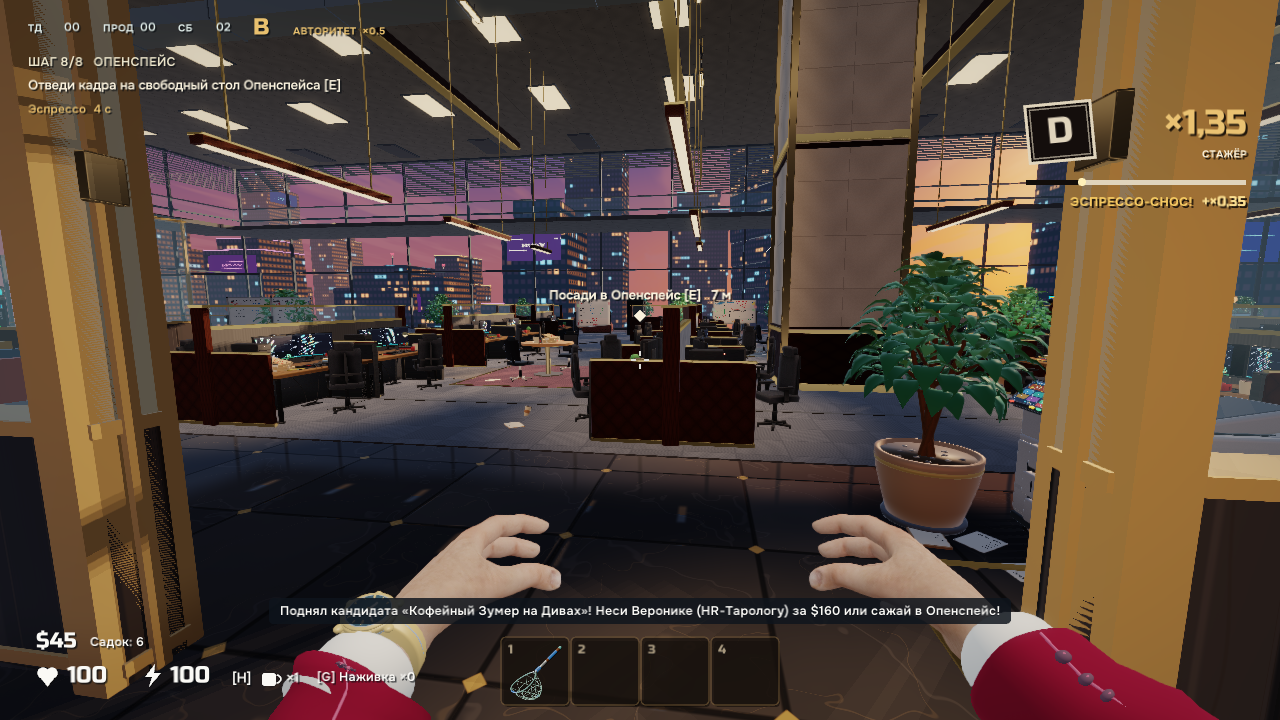 ТД 00 ПРОД 00 СБ 02 B АВТОРИТЕТ ×0.5
ШАГ 8/8 ОПЕНСПЕЙС
Отведи кадра на свободный стол Опенспейса [E]
Эспрессо 4 с
D ×1,35
СТАЖЁР
ЭСПРЕССО-СНОС! +×0,35
Посади в Опенспейс [E] 7 м
Поднял кандидата «Кофейный Зумер на Дивах»! Неси Веронике (HR-Тарологу) за $160 или сажай в Опенспейс!
$45 Садок: 6
100 100 [H] ×1 [G] Наживка ×0
1 2 3 4